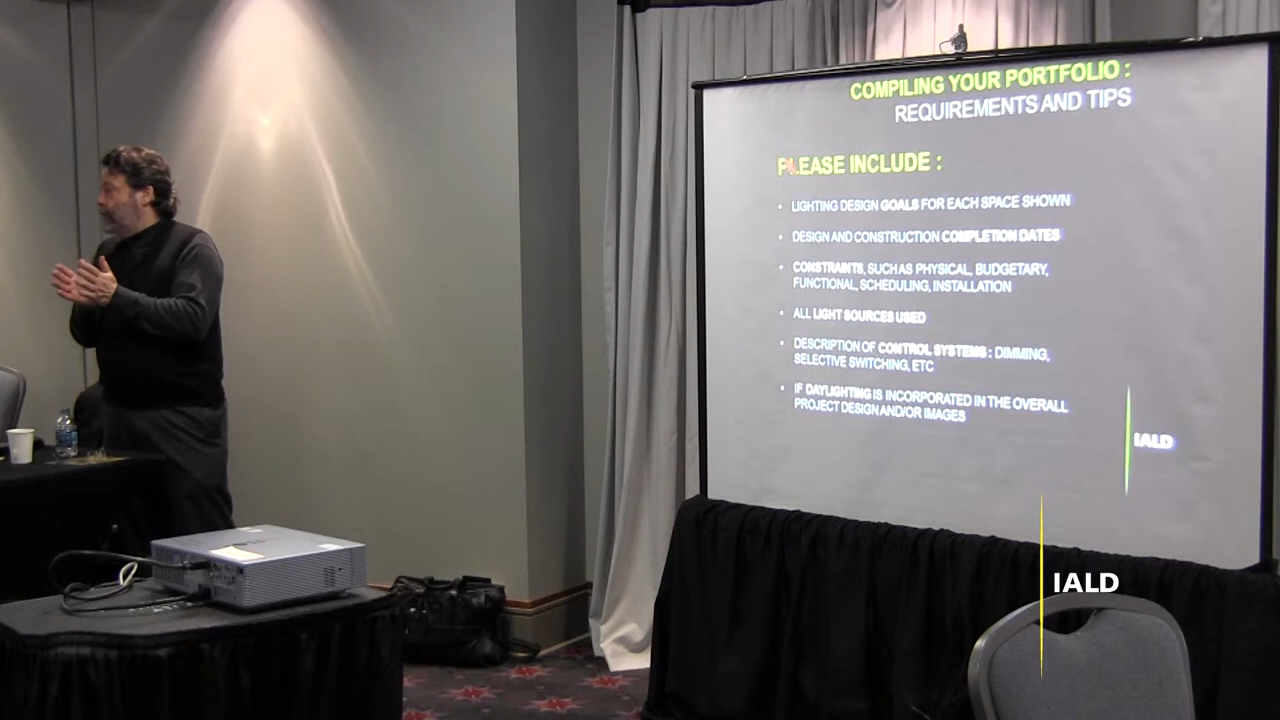 COMPILING YOUR PORTFOLIO :
REQUIREMENTS AND TIPS
PLEASE INCLUDE :
• LIGHTING DESIGN GOALS FOR EACH SPACE SHOWN
• DESIGN AND CONSTRUCTION COMPLETION DATES
• CONSTRAINTS, SUCH AS PHYSICAL, BUDGETARY,
FUNCTIONAL, SCHEDULING, INSTALLATION
• ALL LIGHT SOURCES USED
• DESCRIPTION OF CONTROL SYSTEMS : DIMMING,
SELECTIVE SWITCHING, ETC
• IF DAYLIGHTING IS INCORPORATED IN THE OVERALL
PROJECT DESIGN AND/OR IMAGES
IALD
IALD